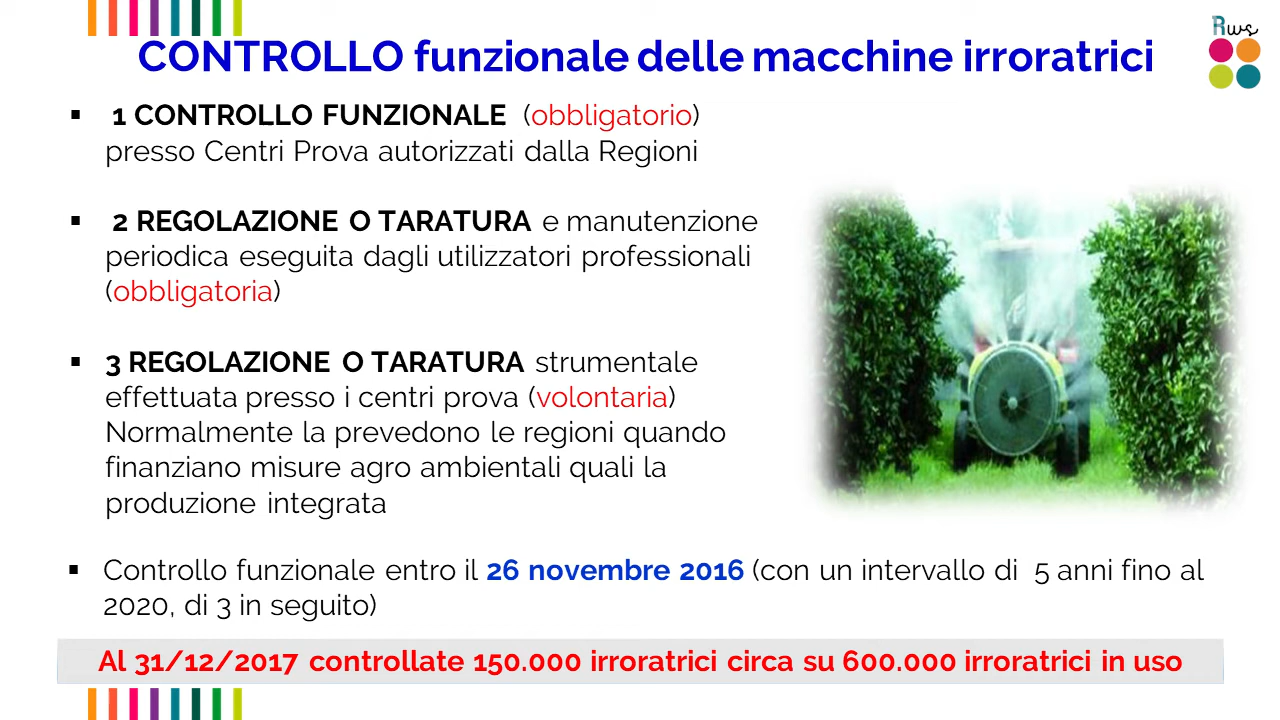 Rws
CONTROLLO funzionale delle macchine irroratrici
▪ 1 CONTROLLO FUNZIONALE (obbligatorio)
presso Centri Prova autorizzati dalla Regioni
▪ 2 REGOLAZIONE O TARATURA e manutenzione
periodica eseguita dagli utilizzatori professionali
(obbligatoria)
▪ 3 REGOLAZIONE O TARATURA strumentale
effettuata presso i centri prova (volontaria)
Normalmente la prevedono le regioni quando
finanziano misure agro ambientali quali la
produzione integrata
▪ Controllo funzionale entro il 26 novembre 2016 (con un intervallo di 5 anni fino al
2020, di 3 in seguito)
Al 31/12/2017 controllate 150.000 irroratrici circa su 600.000 irroratrici in uso